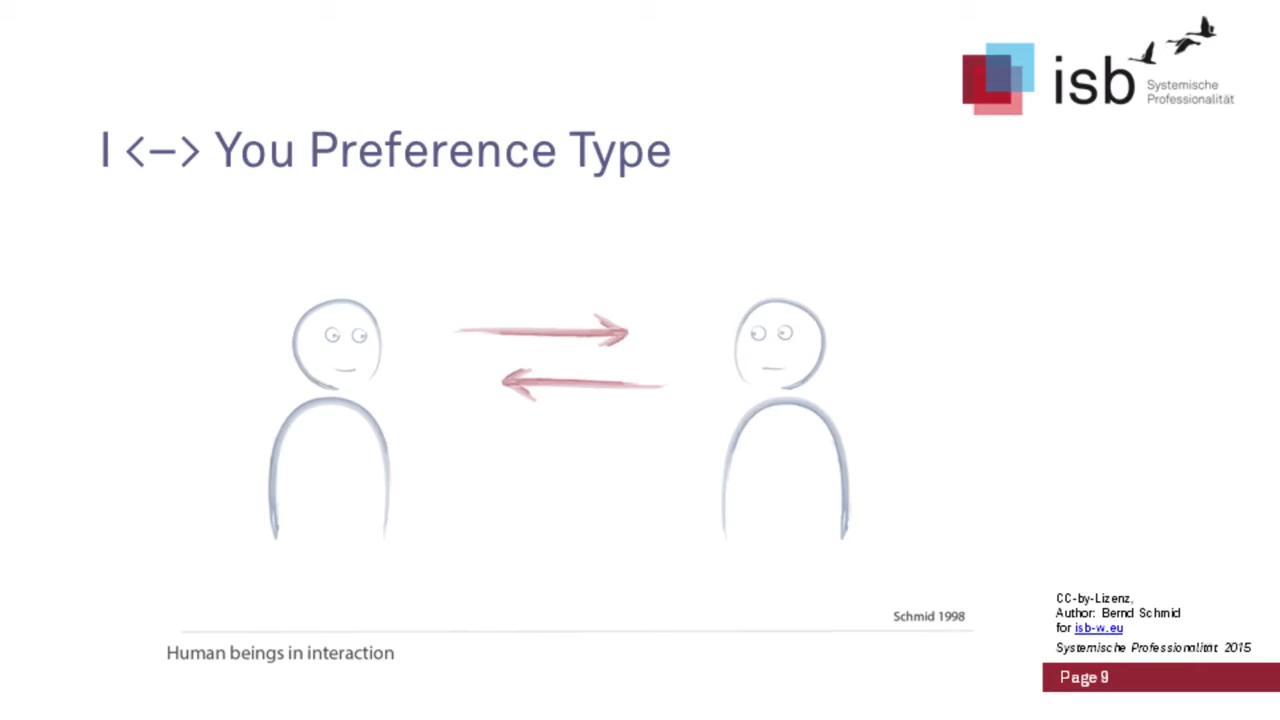 isb
Systemische
Professionalität
I <–> You Preference Type
Schmid 1998
Human beings in interaction
CC-by-Lizenz,
Author: Bernd Schmid
for isb-w.eu
Systemische Professionalität 2015
Page 9